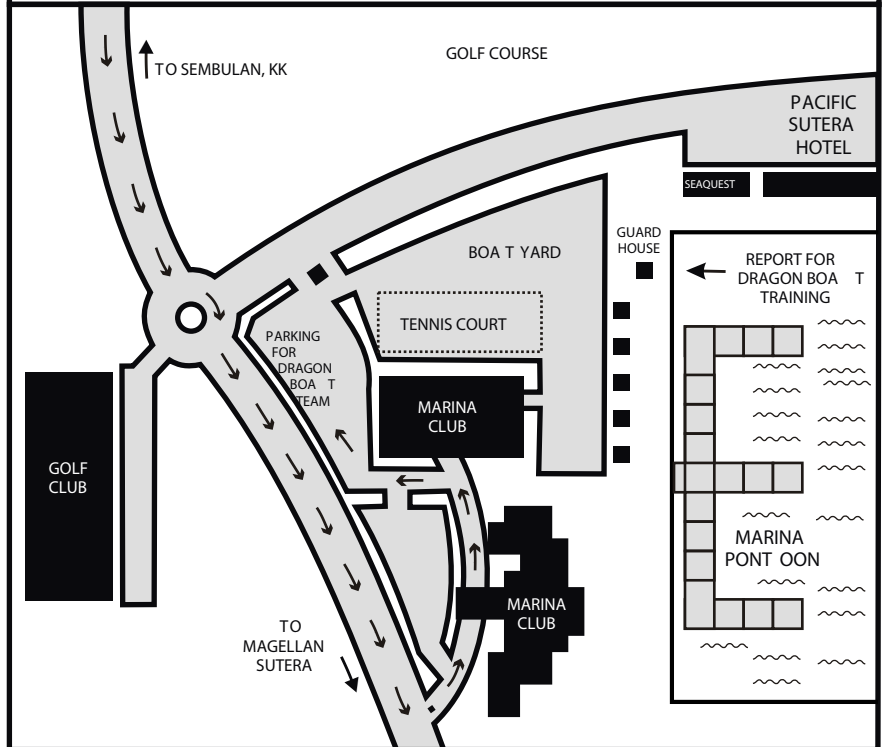 GOLF COURSE
TO SEMBULAN, KK
PACIFIC
SUTERA
HOTEL
SEAQUEST
GUARD
HOUSE
BOA T YARD
REPORT FOR
DRAGON BOA T
TRAINING
TENNIS COURT
PARKING
FOR
DRAGON
BOA T
TEAM
MARINA
CLUB
GOLF
CLUB
MARINA
PONT OON
MARINA
CLUB
TO
MAGELLAN
SUTERA